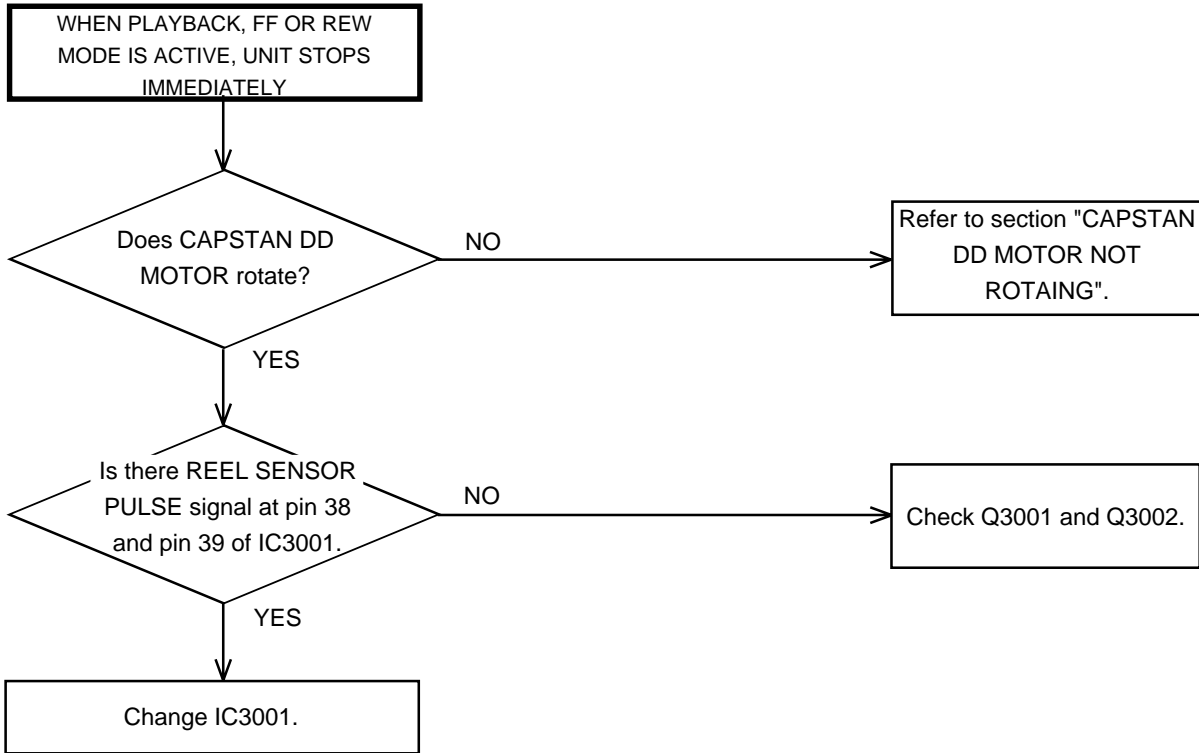 WHEN PLAYBACK, FF OR REW
MODE IS ACTIVE, UNIT STOPS
IMMEDIATELY
Does CAPSTAN DD
MOTOR rotate?
NO
Refer to section "CAPSTAN
DD MOTOR NOT
ROTAING".
YES
Is there REEL SENSOR
PULSE signal at pin 38
and pin 39 of IC3001.
NO
Check Q3001 and Q3002.
YES
Change IC3001.